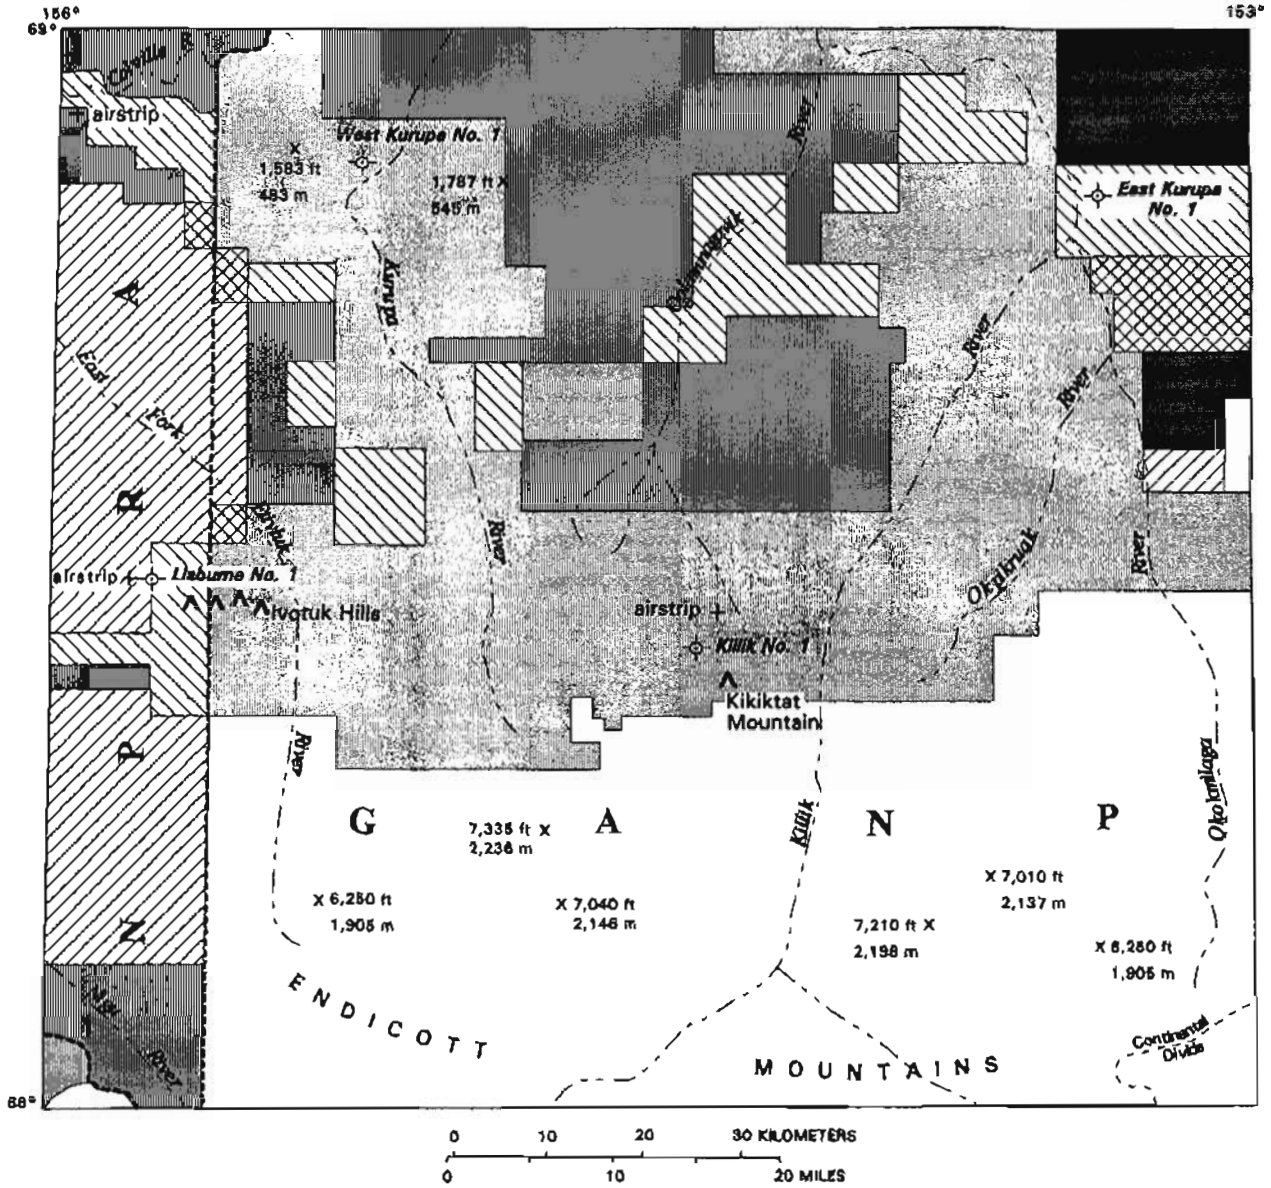 156°
153°
69°
Colville R
airstrip
West Kurupa No. 1
River
1,583 ft
483 m
1,787 ft X
545 m
East Kurupa
No. 1
A
Kurupa
River
East
Fork
River
R
River
River
Okpikruak
airstrip
Lisburne No. 1
Ivotuk Hills
airstrip
Killik No. 1
Kikiktat
Mountain
P
River
Okokmilaga
G A N P
Killik
7,335 ft X
2,236 m
X 7,010 ft
2,137 m
X 6,250 ft
1,905 m
X 7,040 ft
2,146 m
7,210 ft X
2,198 m
X 6,250 ft
1,905 m
N
ENDICOTT
MOUNTAINS
Continental
Divide
River
68°
0 10 20 30 KILOMETERS
0 10 20 MILES